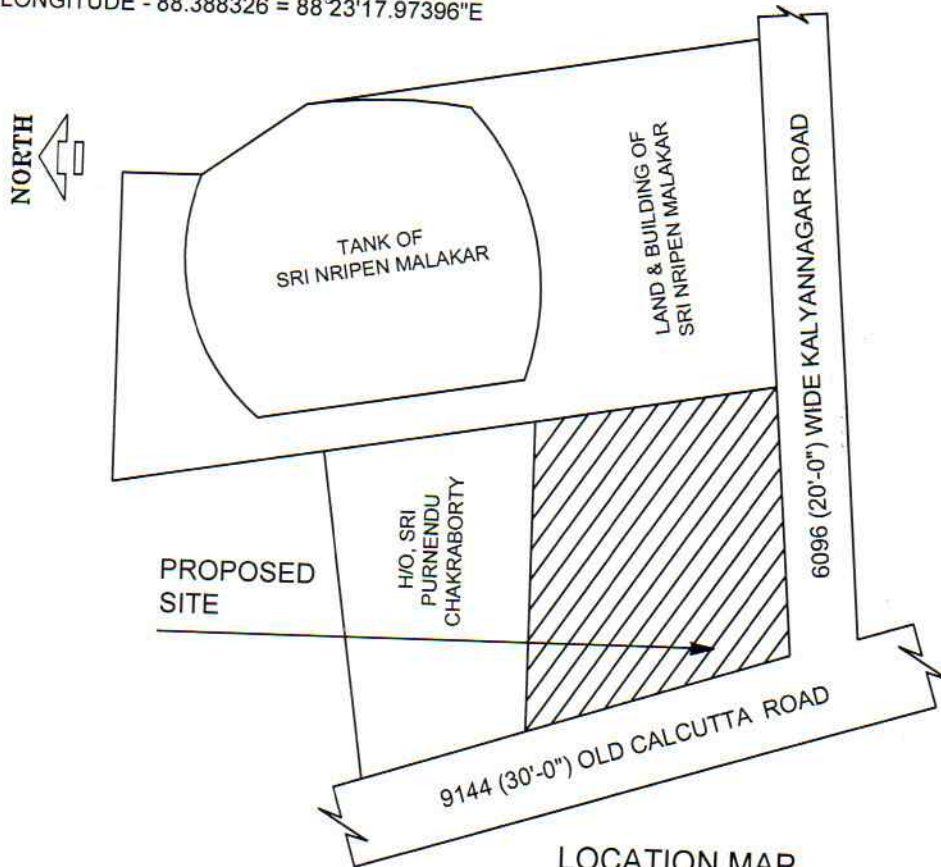 LONGITUDE - 88.388326 = 88°23'17.97396"E
NORTH
TANK OF
SRI NRIPEN MALAKAR
LAND & BUILDING OF
SRI NRIPEN MALAKAR
6096 (20'-0") WIDE KALYANNAGAR ROAD
H/O, SRI
PURNENDU
CHAKRABORTY
PROPOSED
SITE
9144 (30'-0") OLD CALCUTTA ROAD
LOCATION MAP